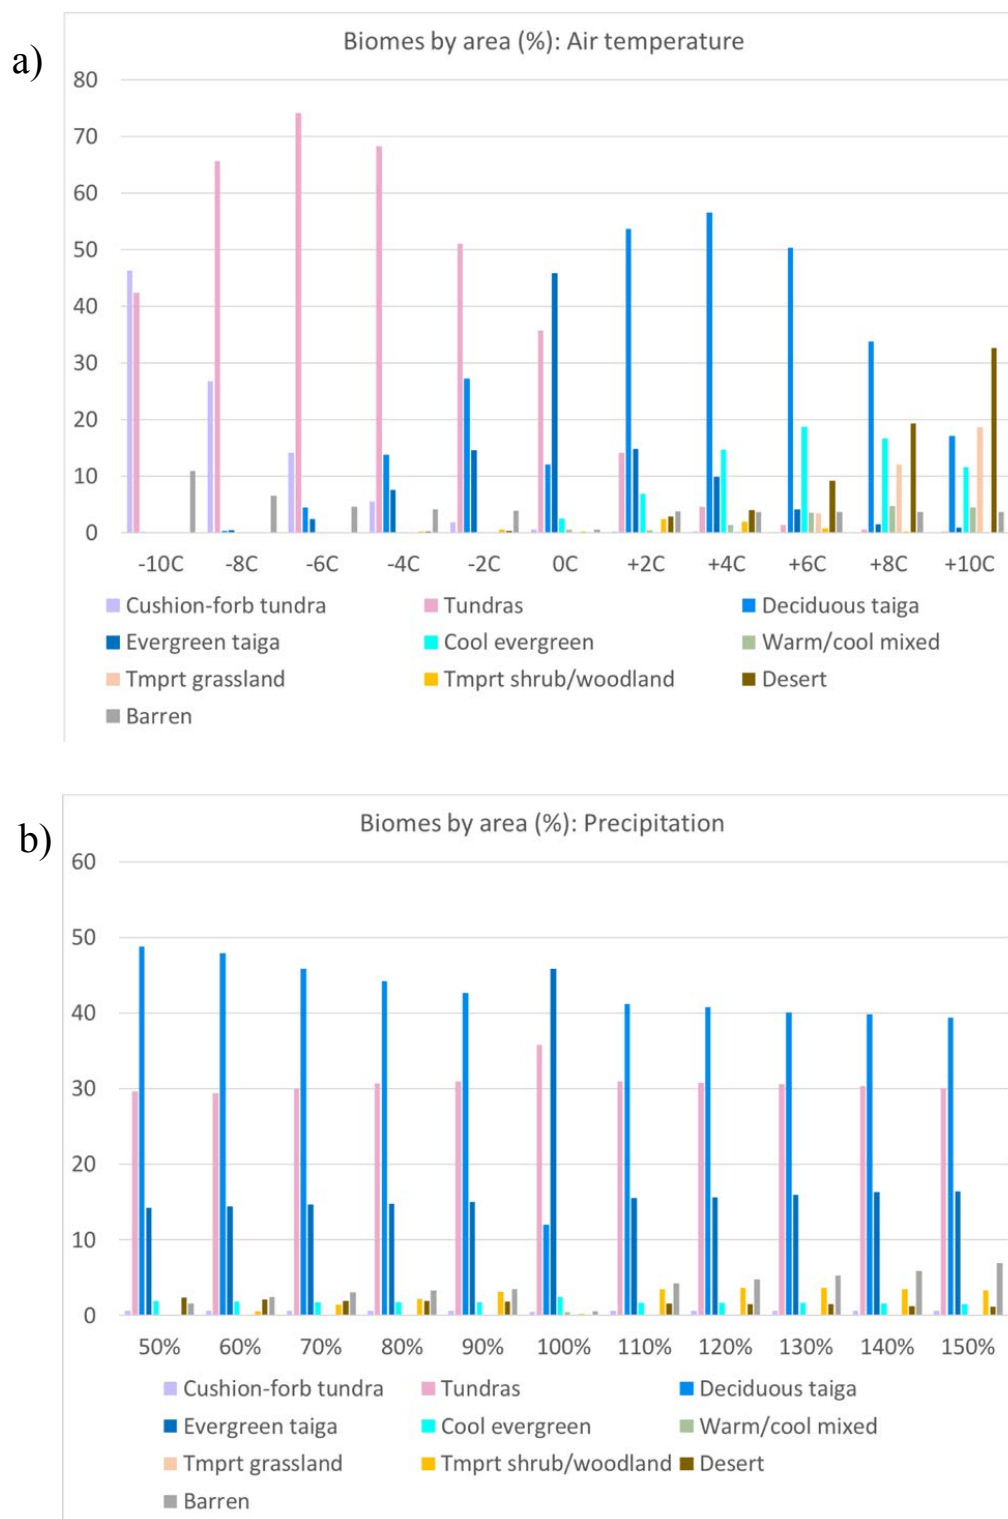 a)
Biomes by area (%): Air temperature
80
70
60
50
40
30
20
10
0
-10C -8C -6C -4C -2C 0C +2C +4C +6C +8C +10C
Cushion-forb tundra Tundras Deciduous taiga
Evergreen taiga Cool evergreen Warm/cool mixed
Tmprt grassland Tmprt shrub/woodland Desert
Barren
b)
Biomes by area (%): Precipitation
60
50
40
30
20
10
0
50% 60% 70% 80% 90% 100% 110% 120% 130% 140% 150%
Cushion-forb tundra Tundras Deciduous taiga
Evergreen taiga Cool evergreen Warm/cool mixed
Tmprt grassland Tmprt shrub/woodland Desert
Barren